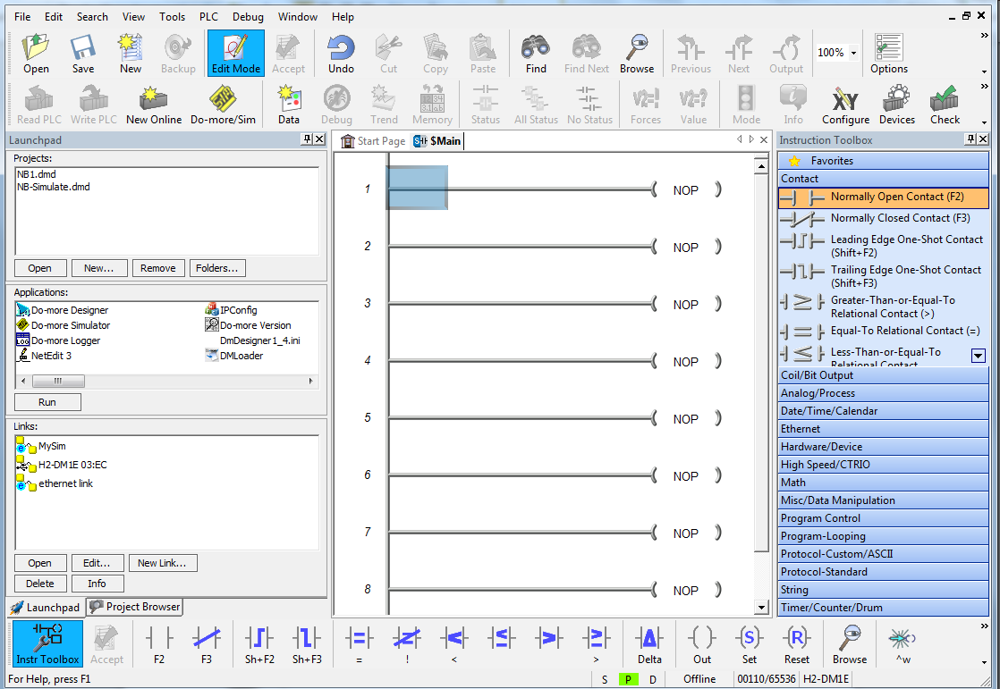 File Edit Search View Tools PLC Debug Window Help
Open Save New Backup Edit Mode Accept Undo Cut Copy Paste Find Find Next Browse Previous Next Output 100% Options
Read PLC Write PLC New Online Do-more/Sim Data Debug Trend Memory Status All Status No Status Forces Value Mode Info Configure Devices Check
Launchpad
Projects:
NB1.dmd
NB-Simulate.dmd
Open New... Remove Folders...
Applications:
Do-more Designer IPConfig
Do-more Simulator Do-more Version
Do-more Logger DmDesigner1_4.ini
NetEdit 3 DMLoader
Run
Links:
MySim
H2-DM1E 03:EC
ethernet link
Open Edit... New Link...
Delete Info
Launchpad Project Browser
Start Page $Main
1 NOP
2 NOP
3 NOP
4 NOP
5 NOP
6 NOP
7 NOP
8 NOP
Instruction Toolbox
Favorites
Contact
Normally Open Contact (F2)
Normally Closed Contact (F3)
Leading Edge One-Shot Contact
(Shift+F2)
Trailing Edge One-Shot Contact
(Shift+F3)
Greater-Than-or-Equal-To
Relational Contact (>)
Equal-To Relational Contact (=)
Less-Than-or-Equal-To
Relational Contact
Coil/Bit Output
Analog/Process
Date/Time/Calendar
Ethernet
Hardware/Device
High Speed/CTRIO
Math
Misc/Data Manipulation
Program Control
Program-Looping
Protocol-Custom/ASCII
Protocol-Standard
String
Timer/Counter/Drum
Instr Toolbox Accept F2 F3 Sh+F2 Sh+F3 = ! < > Delta Out Set Reset Browse ^w
For Help, press F1
S P D Offline 00110/65536 H2-DM1E